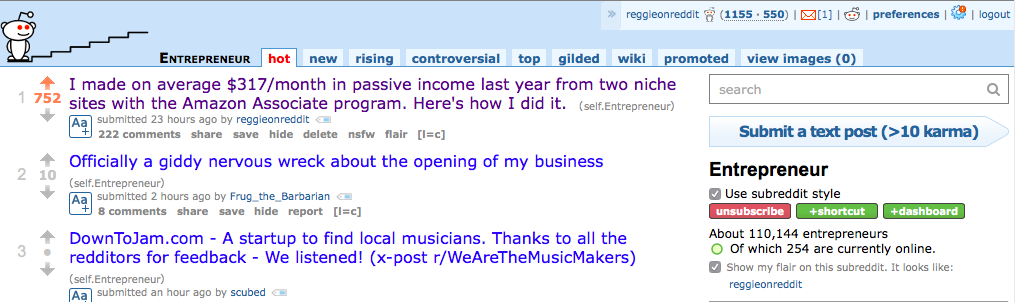 » reggieonreddit (1155 · 550) | [1] | | preferences | | logout
ENTREPRENEUR hot new rising controversial top gilded wiki promoted view images (0)
1 752 I made on average $317/month in passive income last year from two niche
sites with the Amazon Associate program. Here's how I did it. (self.Entrepreneur)
Aa+ submitted 23 hours ago by reggieonreddit
222 comments share save hide delete nsfw flair [l=c]
2 10 Officially a giddy nervous wreck about the opening of my business
(self.Entrepreneur)
Aa+ submitted 2 hours ago by Frug_the_Barbarian
8 comments share save hide report [l=c]
3 • DownToJam.com - A startup to find local musicians. Thanks to all the
redditors for feedback - We listened! (x-post r/WeAreTheMusicMakers)
(self.Entrepreneur)
Aa submitted an hour ago by scubed
search
Submit a text post (>10 karma)
Entrepreneur
Use subreddit style
unsubscribe +shortcut +dashboard
About 110,144 entrepreneurs
Of which 254 are currently online.
Show my flair on this subreddit. It looks like:
reggieonreddit